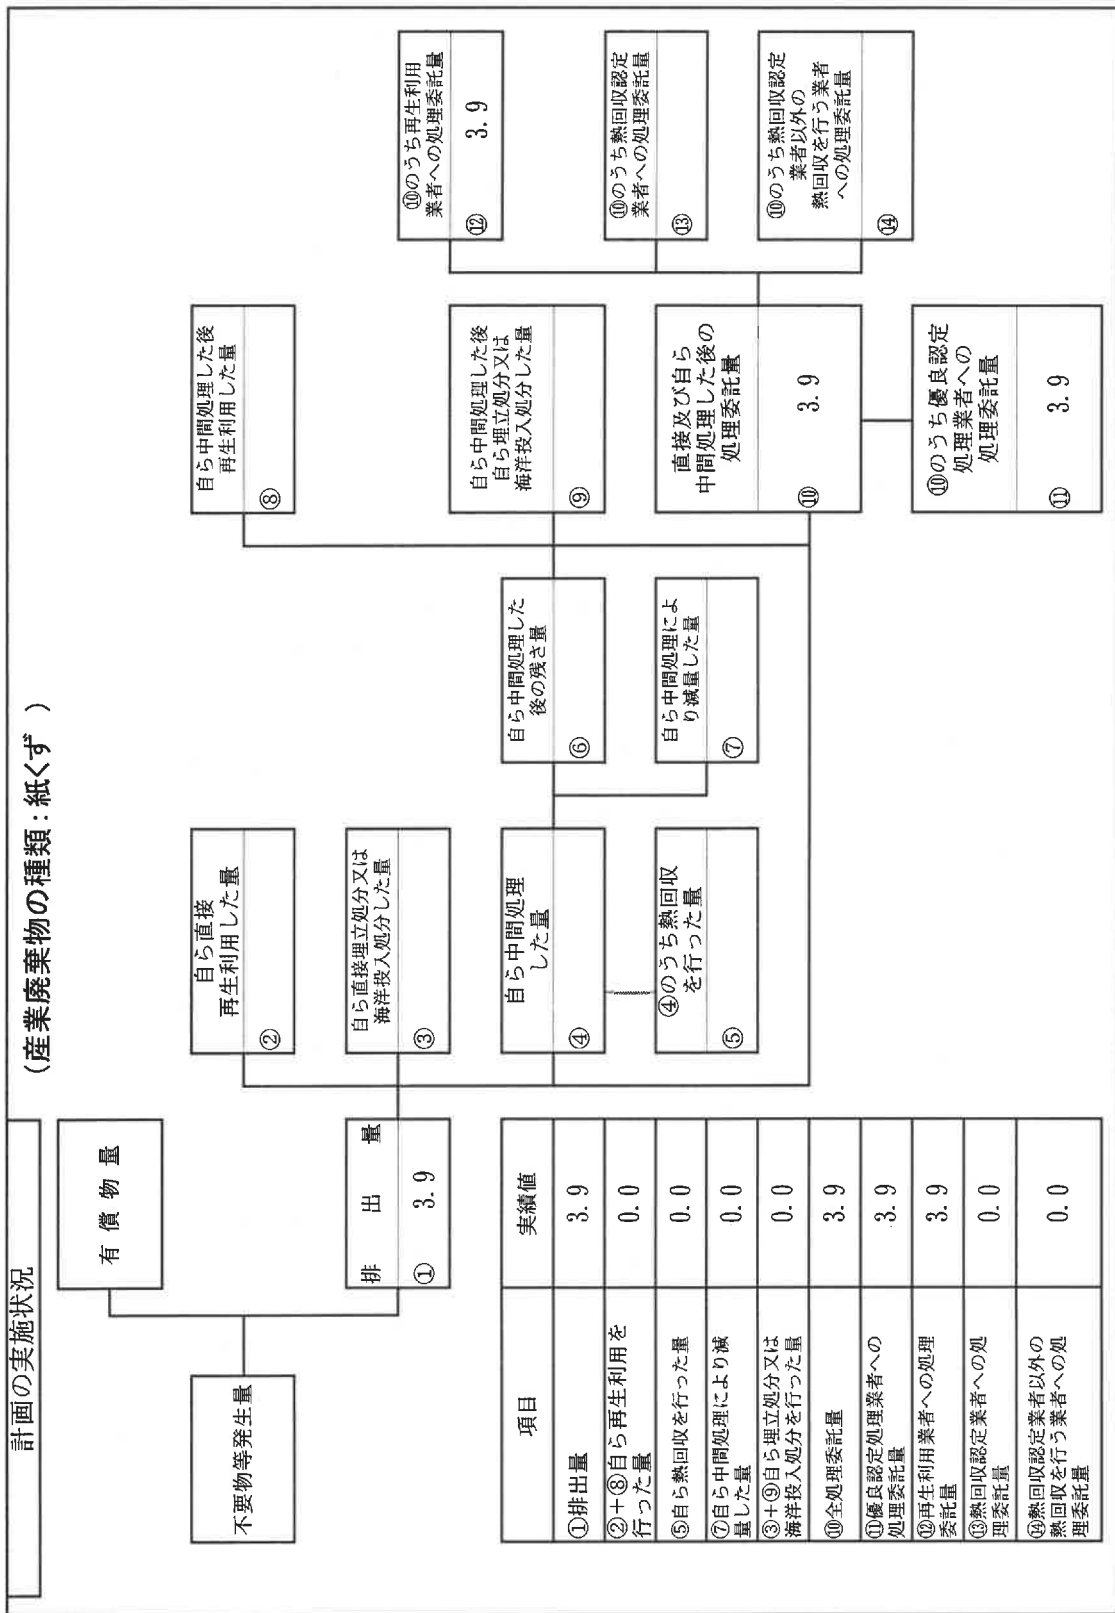 計画の実施状況
(産業廃棄物の種類：紙くず )
不要物等発生量
有 償 物 量
排 出 量
① 3.9
自ら直接
再生利用した量
②
自ら直接埋立処分又は
海洋投入処分した量
③
自ら中間処理
した量
④
④のうち熱回収
を行った量
⑤
自ら中間処理した
後の残さ量
⑥
自ら中間処理によ
り減量した量
⑦
自ら中間処理した後
再生利用した量
⑧
自ら中間処理した後
自ら埋立処分又は
海洋投入処分した量
⑨
直接及び自ら
中間処理した後の
処理委託量
⑩ 3.9
⑩のうち優良認定
処理業者への
処理委託量
⑪ 3.9
⑩のうち再生利用
業者への処理委託量
⑫ 3.9
⑩のうち熱回収認定
業者への処理委託量
⑬
⑩のうち熱回収認定
業者以外の
熱回収を行う業者
への処理委託量
⑭
項目 実績値
①排出量 3.9
②＋⑧自ら再生利用を
行った量 0.0
⑤自ら熱回収を行った量 0.0
⑦自ら中間処理により減
量した量 0.0
③＋⑨自ら埋立処分又は
海洋投入処分を行った量 0.0
⑩全処理委託量 3.9
⑪優良認定処理業者への
処理委託量 3.9
⑫再生利用業者への処理
委託量 3.9
⑬熱回収認定業者への処
理委託量 0.0
⑭熱回収認定業者以外の
熱回収を行う業者への処
理委託量 0.0